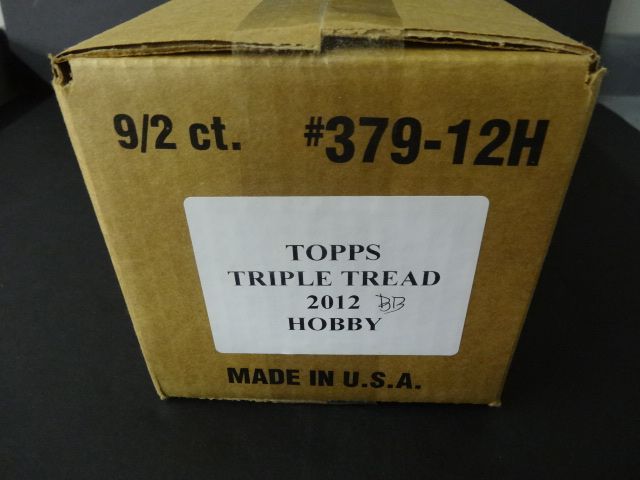 9/2 ct. #379-12H
TOPPS
TRIPLE TREAD
2012 BB
HOBBY
MADE IN U.S.A.